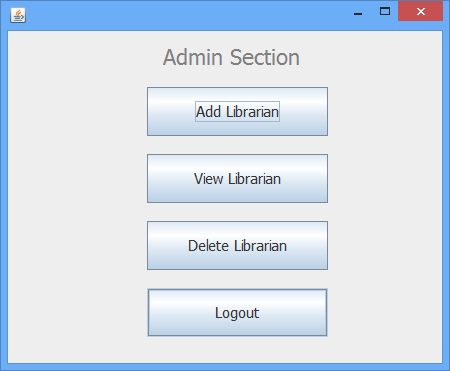 Admin Section
Add Librarian
View Librarian
Delete Librarian
Logout